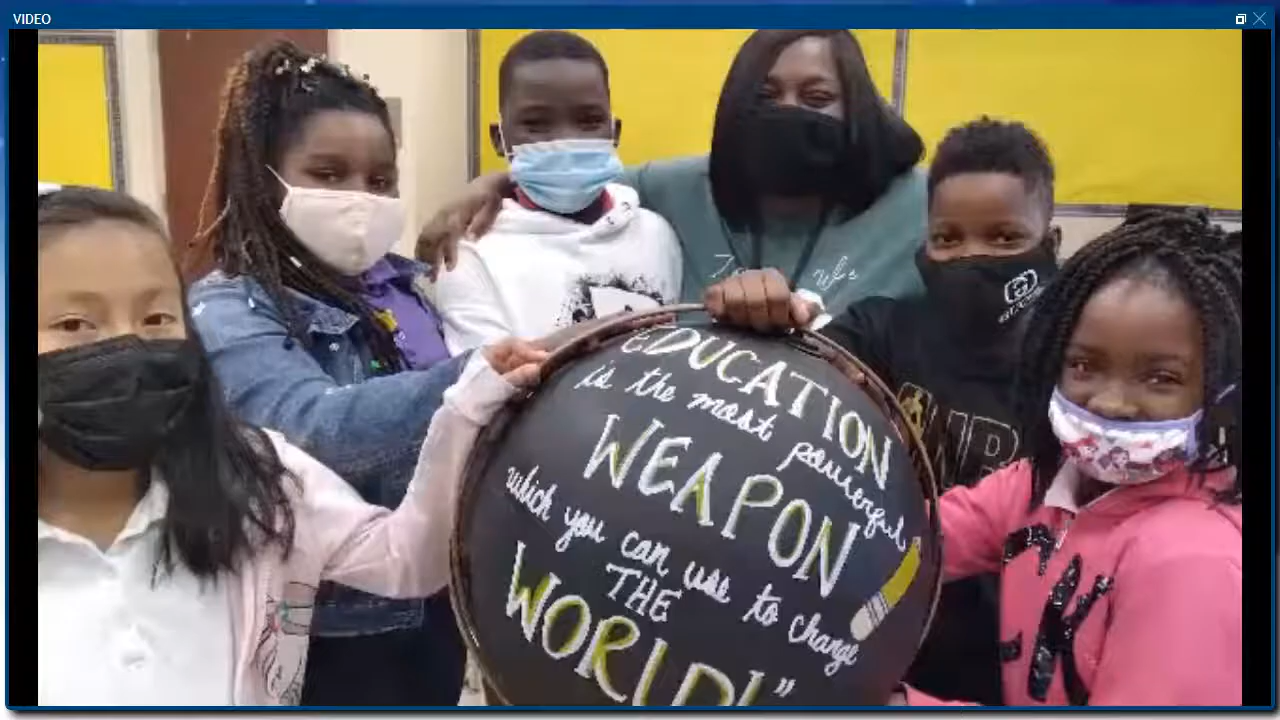 VIDEO
EDUCATION
is the most powerful
WEAPON
which you can use to change
THE
WORLD!"